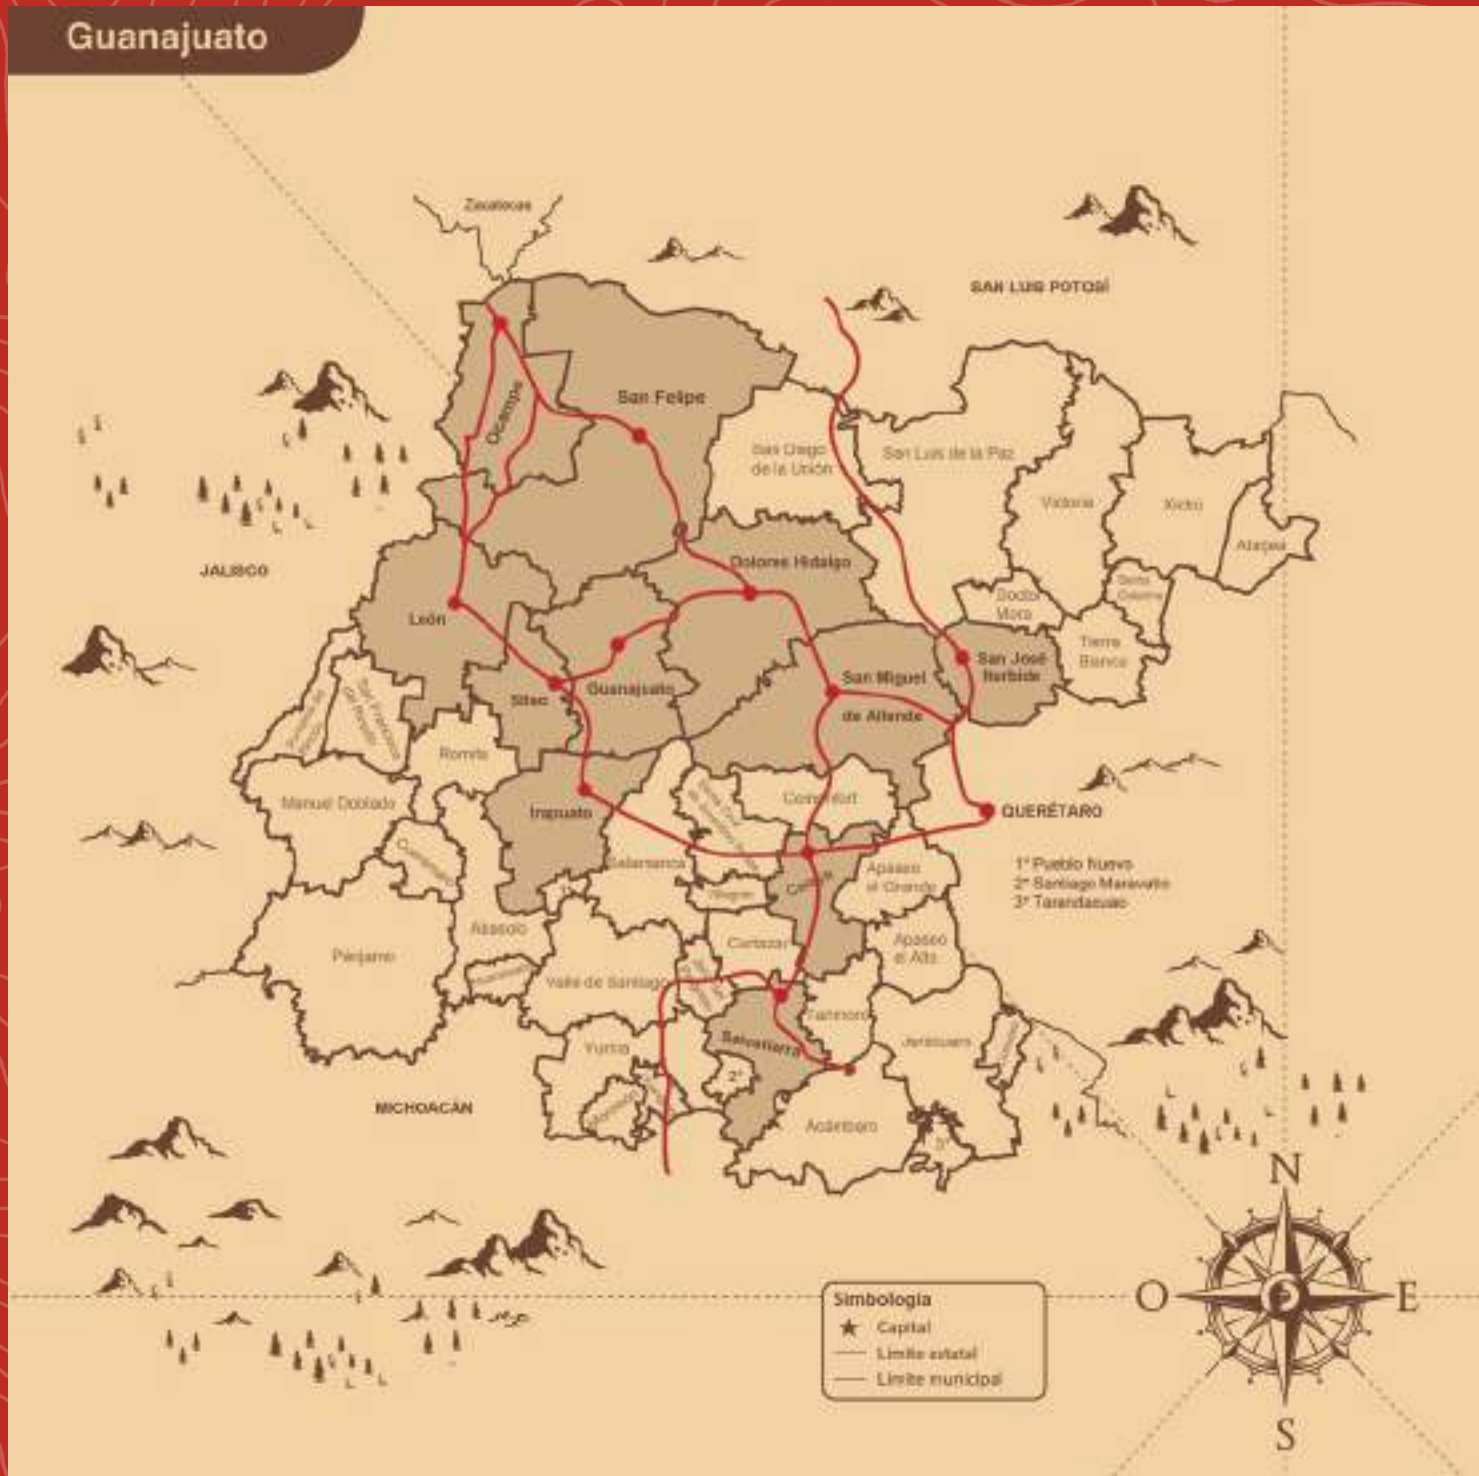 Guanajuato
Zacatecas
SAN LUIS POTOSÍ
San Felipe
Ocampo
San Diego
de la Unión
San Luis de la Paz
Victoria
Xichú
Atarjea
Dolores Hidalgo
JALISCO
Doctor
Mora
Santa
Catarina
León
Tierra
Blanca
San José
Iturbide
San Miguel
de Allende
Silao
Guanajuato
Romita
Manuel Doblado
Irapuato
Comonfort
QUERÉTARO
Cuerámaro
Salamanca
Celaya
Apaseo
el Grande
1° Pueblo Nuevo
2° Santiago Maravatío
3° Tarandacuao
Villagrán
1°
Abasolo
Cortazar
Apaseo
el Alto
Pénjamo
Valle de Santiago
Tarimoro
Jerécuaro
Yuriria
Salvatierra
2°
MICHOACÁN
Acámbaro
3°
N
O
E
S
Simbología
Capital
Límite estatal
Límite municipal